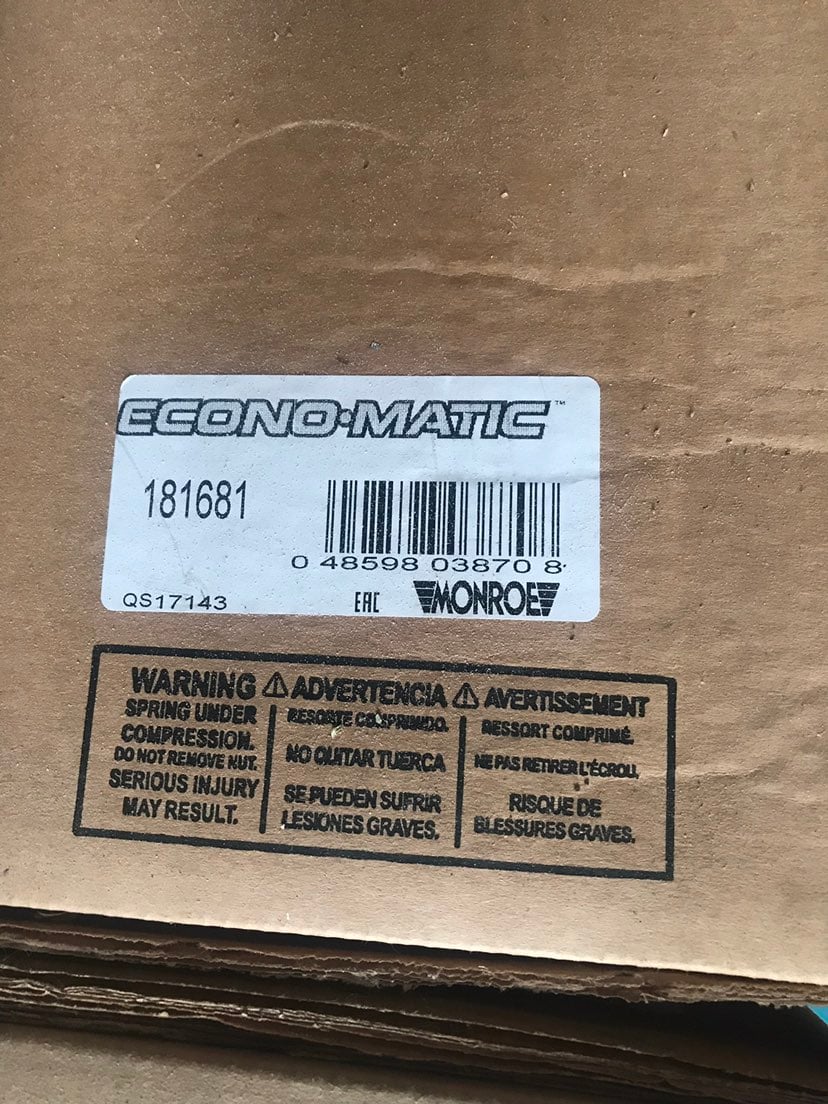 ECONO•MATIC™
181681
0 48598 03870 8
QS17143
EAC
MONROE
WARNING ⚠ ADVERTENCIA ⚠ AVERTISSEMENT
SPRING UNDER
COMPRESSION.
DO NOT REMOVE NUT.
SERIOUS INJURY
MAY RESULT.
RESORTE COMPRIMIDO.
NO QUITAR TUERCA
SE PUEDEN SUFRIR
LESIONES GRAVES.
RESSORT COMPRIMÉ.
NE PAS RETIRER L'ÉCROU.
RISQUE DE
BLESSURES GRAVES.